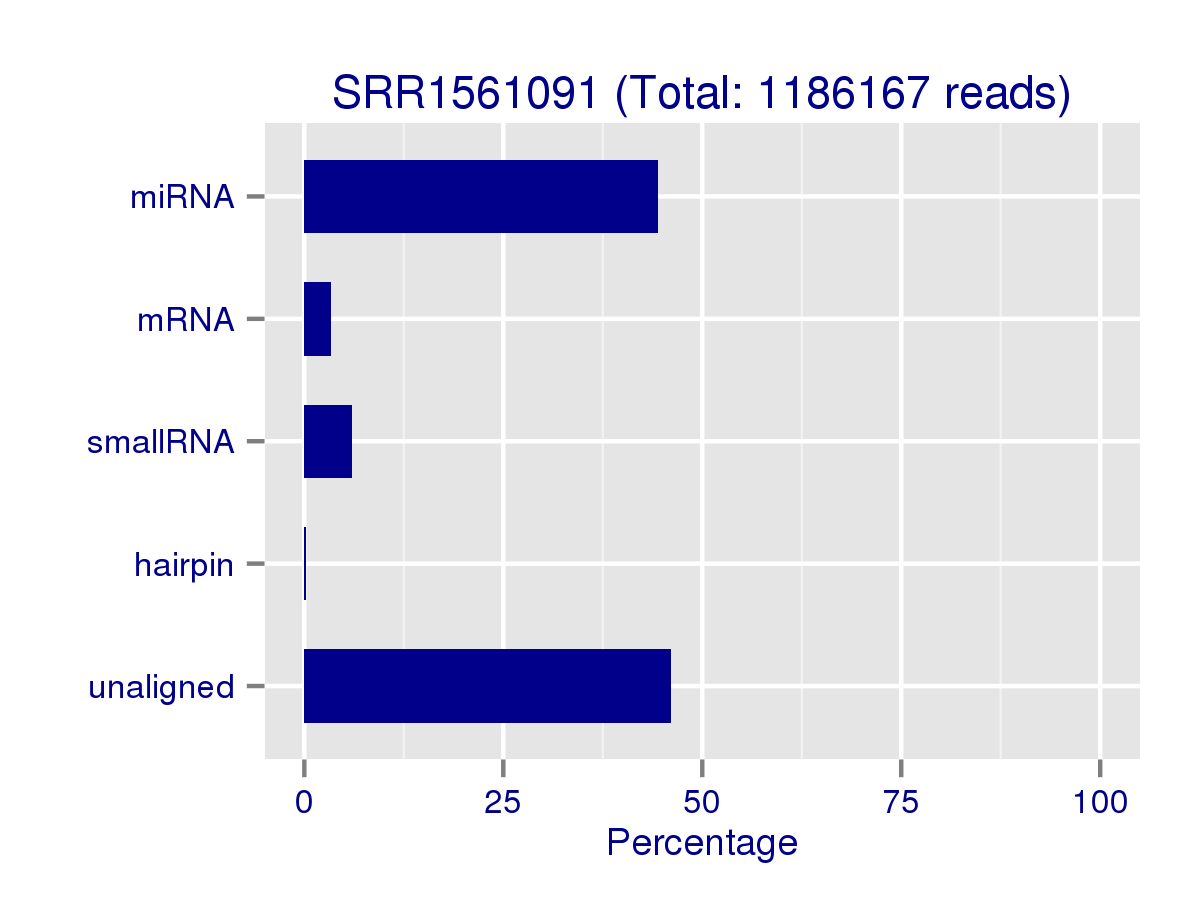 SRR1561091 (Total: 1186167 reads)
miRNA
mRNA
smallRNA
hairpin
unaligned
0 25 50 75 100
Percentage